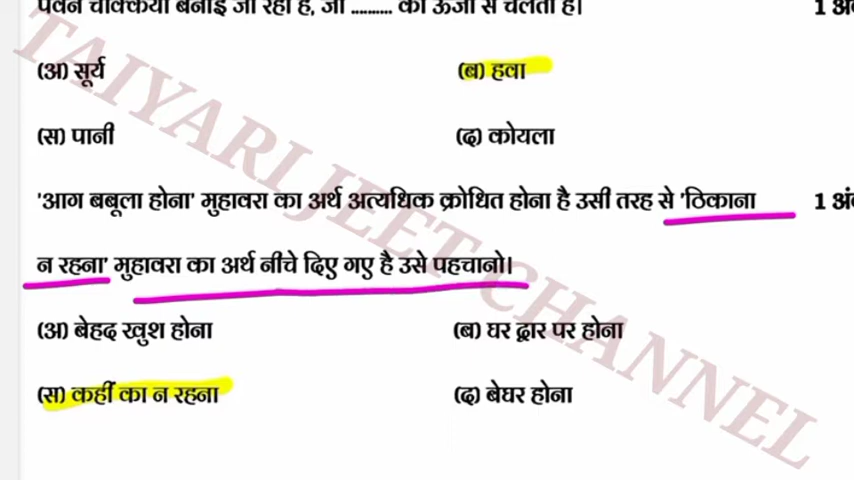 पवन चक्कियाँ बनाई जा रही हैं, जो ......... की ऊर्जा से चलती हैं। 1 अं
(अ) सूर्य (ब) हवा
(स) पानी (द) कोयला
'आग बबूला होना' मुहावरा का अर्थ अत्यधिक क्रोधित होना है उसी तरह से 'ठिकाना 1 अं
न रहना' मुहावरा का अर्थ नीचे दिए गए है उसे पहचानो।
(अ) बेहद खुश होना (ब) घर द्वार पर होना
(स) कहीं का न रहना (द) बेघर होना
TAIYARI JEET CHANNEL